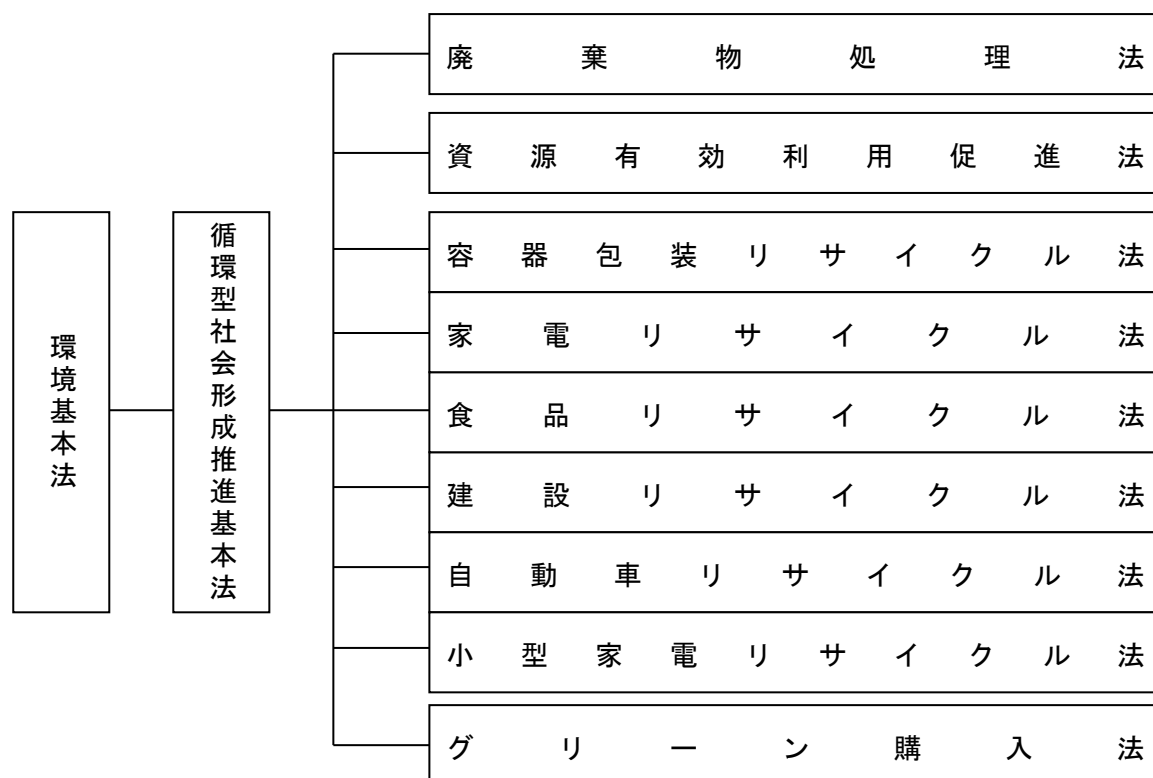 環境基本法
循環型社会形成推進基本法
廃棄物処理法
資源有効利用促進法
容器包装リサイクル法
家電リサイクル法
食品リサイクル法
建設リサイクル法
自動車リサイクル法
小型家電リサイクル法
グリーン購入法